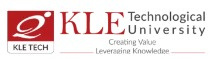 KLE TECH
KLE Technological
University
Creating Value
Leveraging Knowledge